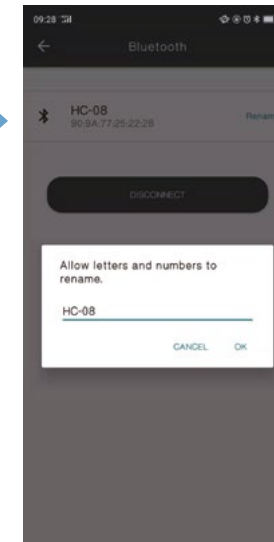 09:28
Bluetooth
HC-08
Renam
90:9A:77:25:22:28
DISCONNECT
Allow letters and numbers to
rename.
HC-08
CANCEL OK